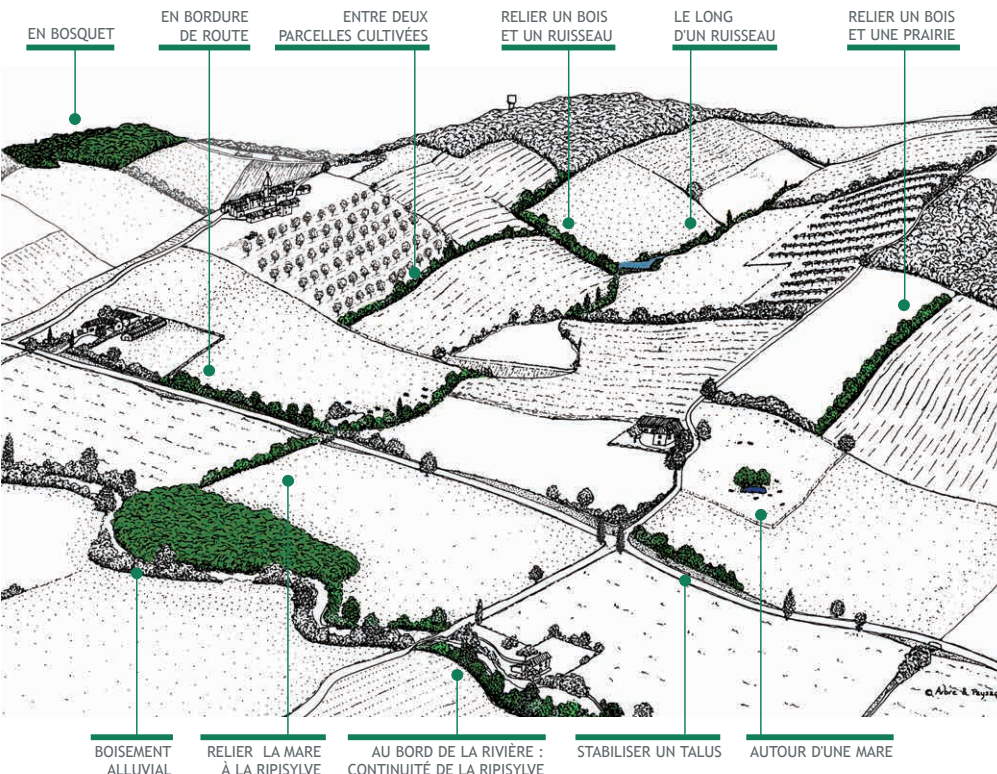 EN BOSQUET
EN BORDURE
DE ROUTE
ENTRE DEUX
PARCELLES CULTIVÉES
RELIER UN BOIS
ET UN RUISSEAU
LE LONG
D'UN RUISSEAU
RELIER UN BOIS
ET UNE PRAIRIE
© Arbre & Paysage
BOISEMENT
ALLUVIAL
RELIER LA MARE
À LA RIPISYLVE
AU BORD DE LA RIVIÈRE :
CONTINUITÉ DE LA RIPISYLVE
STABILISER UN TALUS
AUTOUR D'UNE MARE